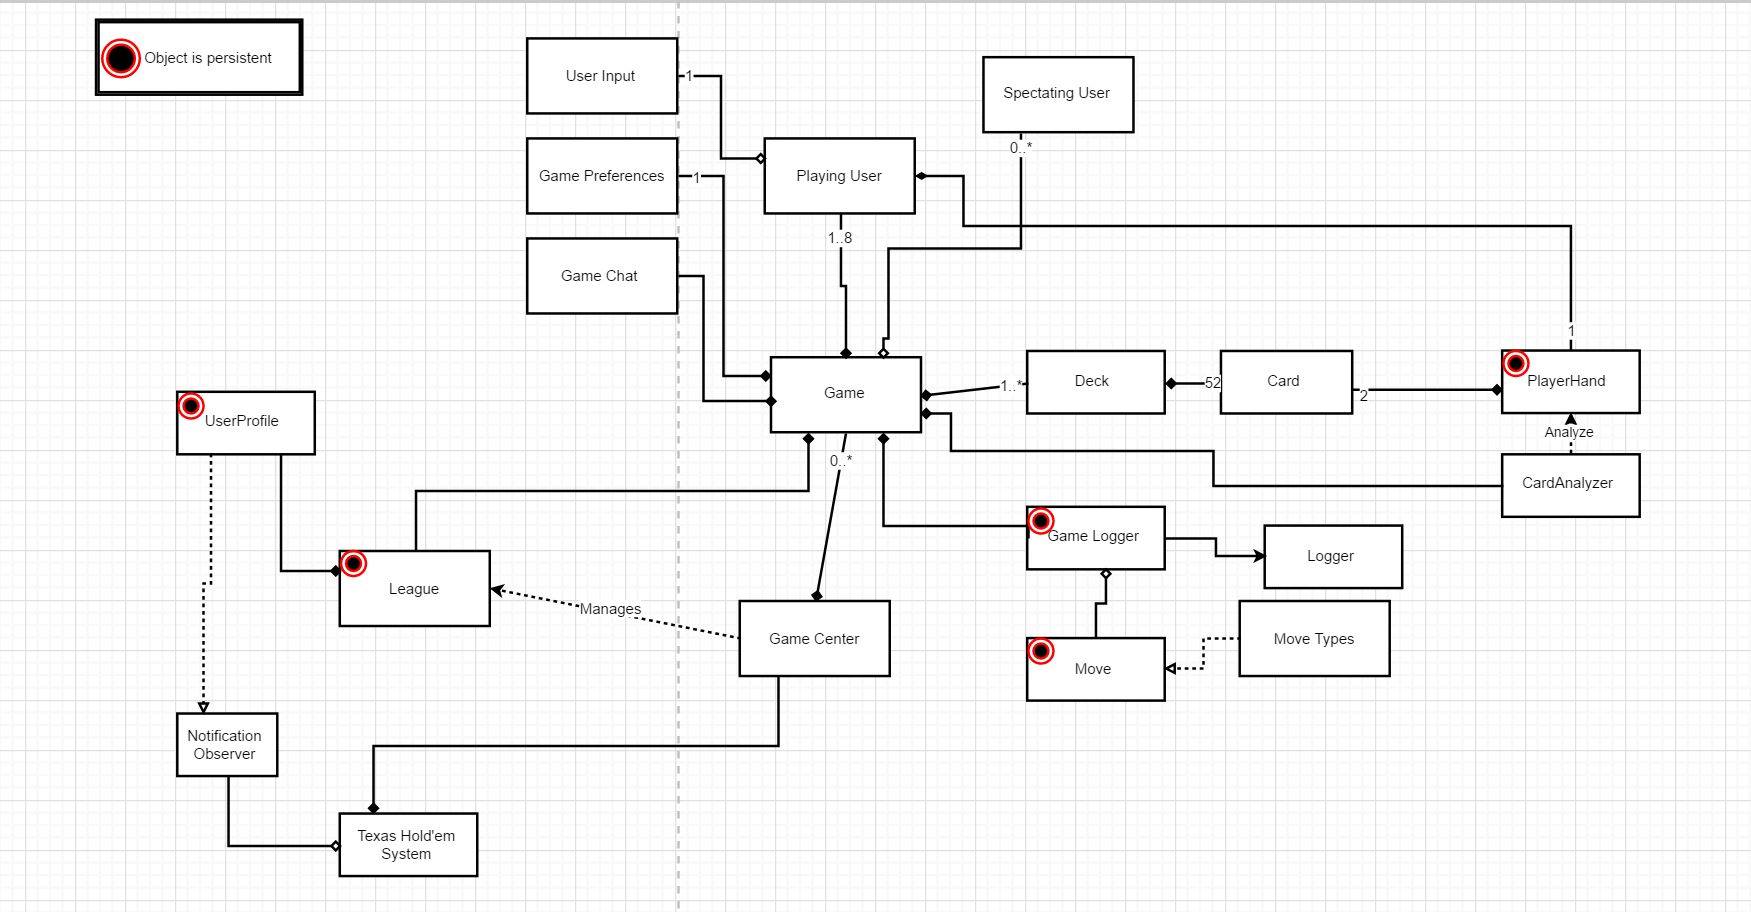 Object is persistent
User Input
1
Spectating User
0..*
Game Preferences
1
Playing User
1..8
Game Chat
1
Game
1..*
Deck
52
Card
2
PlayerHand
Analyze
UserProfile
0..*
CardAnalyzer
Game Logger
Logger
League
Manages
Game Center
Move
Move Types
Notification
Observer
Texas Hold'em
System